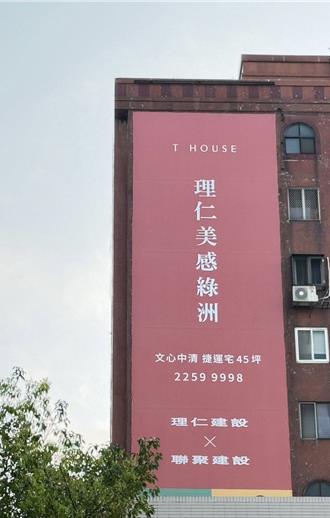 T HOUSE
理仁美感綠洲
文心中清 捷運宅45坪
2259 9998
理仁建設
×
聯聚建設